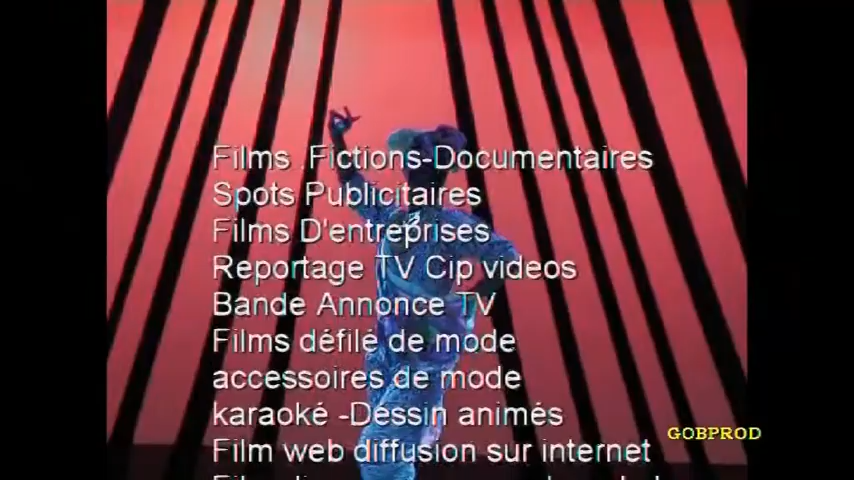 Films .Fictions-Documentaires
Spots Publicitaires
Films D'entreprises
Reportage TV Cip videos
Bande Annonce TV
Films défilé de mode
accessoires de mode
karaoké -Dessin animés
Film web diffusion sur internet
GOBPROD